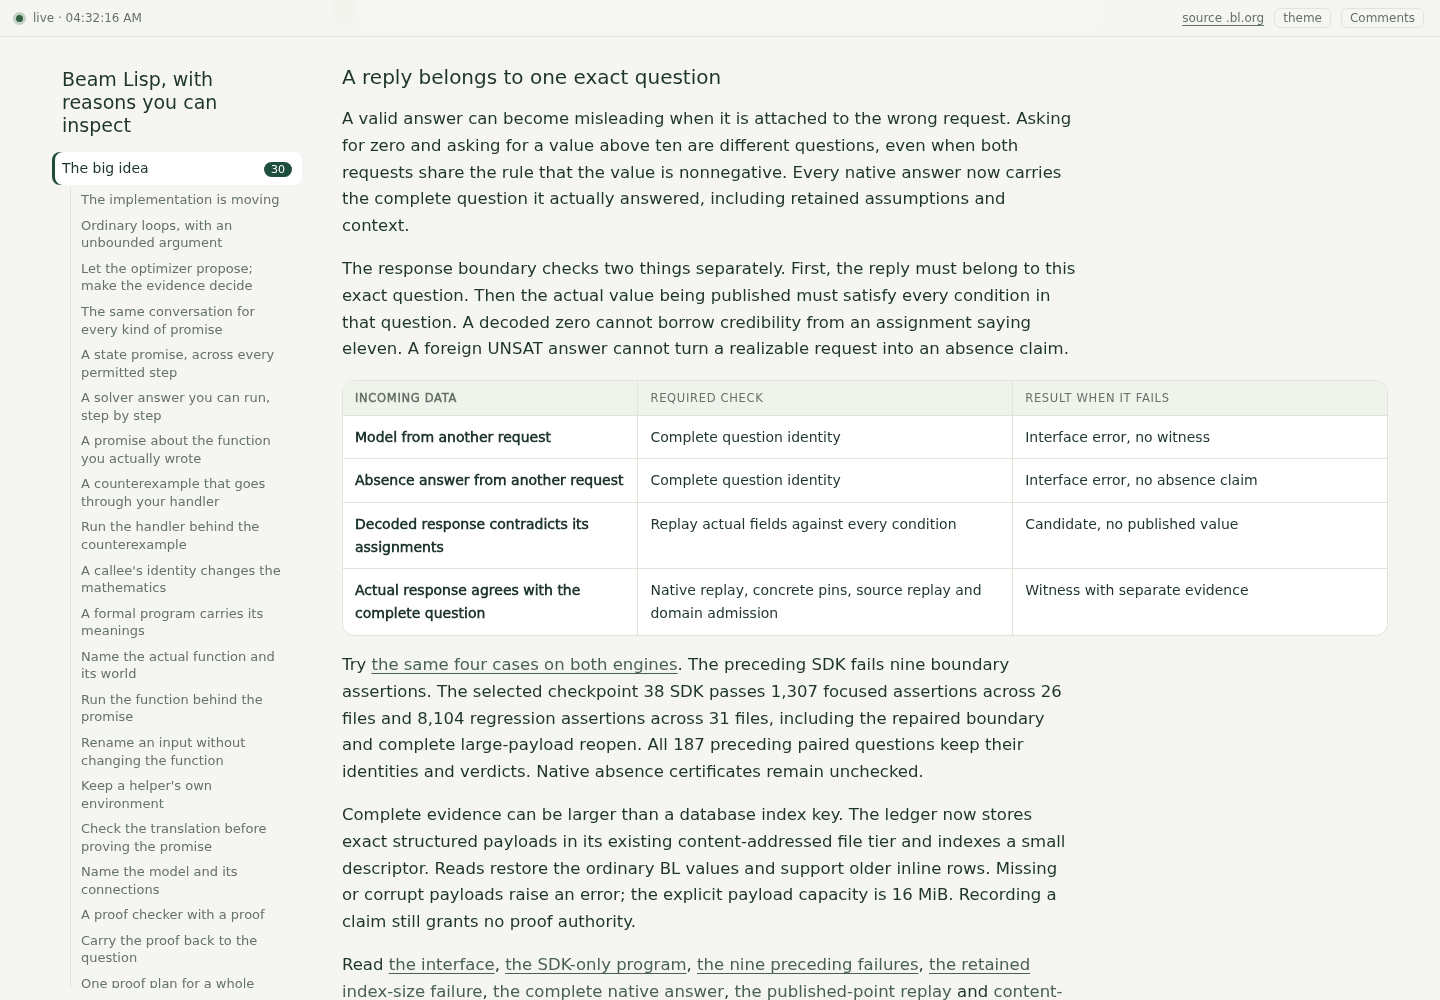 live · 04:32:16 AM
source .bl.org
theme
Comments
Beam Lisp, with
reasons you can
inspect
The big idea
30
The implementation is moving
Ordinary loops, with an
unbounded argument
Let the optimizer propose;
make the evidence decide
The same conversation for
every kind of promise
A state promise, across every
permitted step
A solver answer you can run,
step by step
A promise about the function
you actually wrote
A counterexample that goes
through your handler
Run the handler behind the
counterexample
A callee's identity changes the
mathematics
A formal program carries its
meanings
Name the actual function and
its world
Run the function behind the
promise
Rename an input without
changing the function
Keep a helper's own
environment
Check the translation before
proving the promise
Name the model and its
connections
A proof checker with a proof
Carry the proof back to the
question
One proof plan for a whole
A reply belongs to one exact question
A valid answer can become misleading when it is attached to the wrong request. Asking
for zero and asking for a value above ten are different questions, even when both
requests share the rule that the value is nonnegative. Every native answer now carries
the complete question it actually answered, including retained assumptions and
context.
The response boundary checks two things separately. First, the reply must belong to this
exact question. Then the actual value being published must satisfy every condition in
that question. A decoded zero cannot borrow credibility from an assignment saying
eleven. A foreign UNSAT answer cannot turn a realizable request into an absence claim.
INCOMING DATA
REQUIRED CHECK
RESULT WHEN IT FAILS
Model from another request
Complete question identity
Interface error, no witness
Absence answer from another request
Complete question identity
Interface error, no absence claim
Decoded response contradicts its
assignments
Replay actual fields against every condition
Candidate, no published value
Actual response agrees with the
complete question
Native replay, concrete pins, source replay and
domain admission
Witness with separate evidence
Try the same four cases on both engines. The preceding SDK fails nine boundary
assertions. The selected checkpoint 38 SDK passes 1,307 focused assertions across 26
files and 8,104 regression assertions across 31 files, including the repaired boundary
and complete large-payload reopen. All 187 preceding paired questions keep their
identities and verdicts. Native absence certificates remain unchecked.
Complete evidence can be larger than a database index key. The ledger now stores
exact structured payloads in its existing content-addressed file tier and indexes a small
descriptor. Reads restore the ordinary BL values and support older inline rows. Missing
or corrupt payloads raise an error; the explicit payload capacity is 16 MiB. Recording a
claim still grants no proof authority.
Read the interface, the SDK-only program, the nine preceding failures, the retained
index-size failure, the complete native answer, the published-point replay and content-